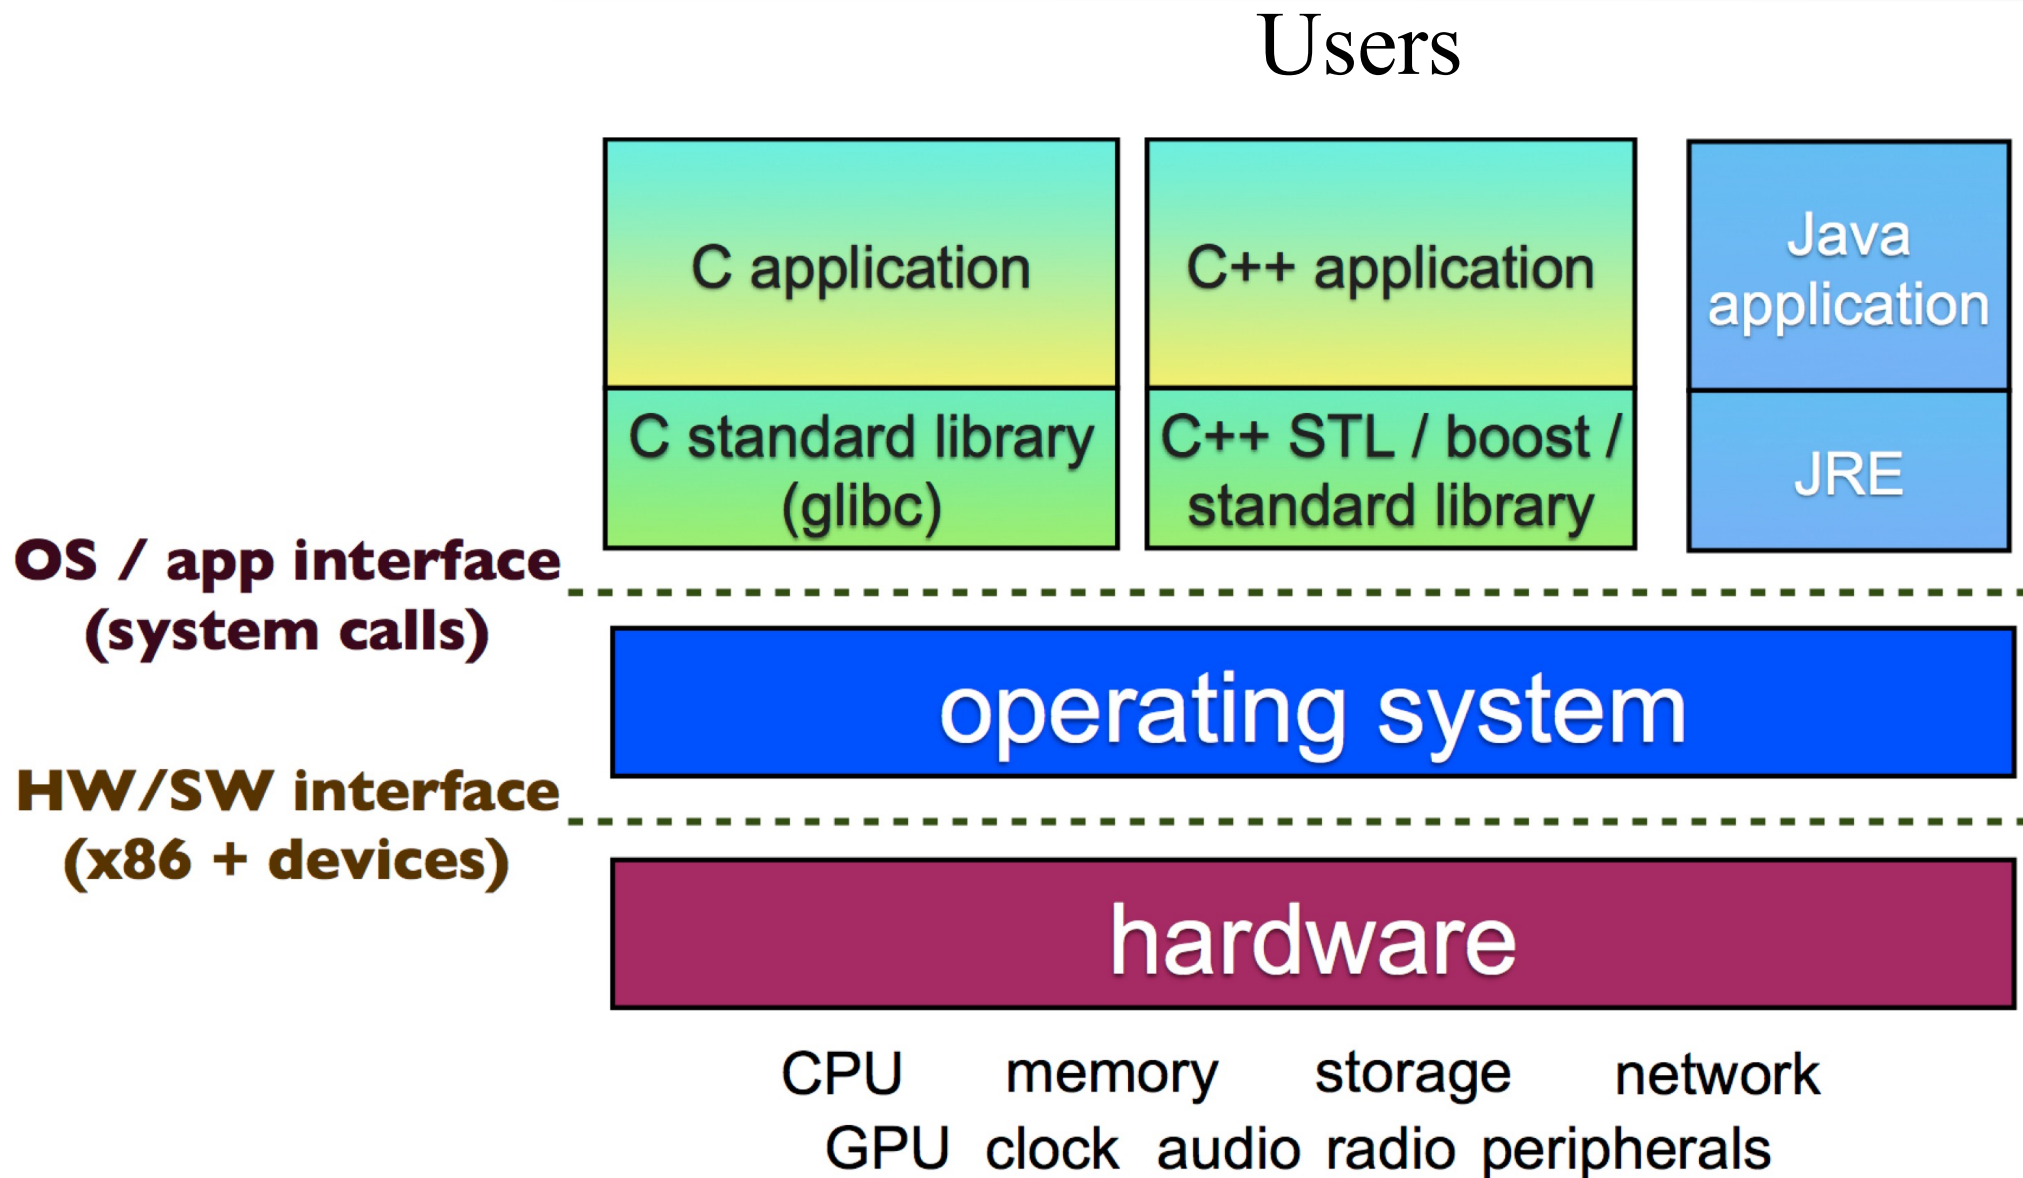 Users
C application
C++ application
Java
application
C standard library
(glibc)
C++ STL / boost /
standard library
JRE
OS / app interface
(system calls)
operating system
HW/SW interface
(x86 + devices)
hardware
CPU memory storage network
GPU clock audio radio peripherals